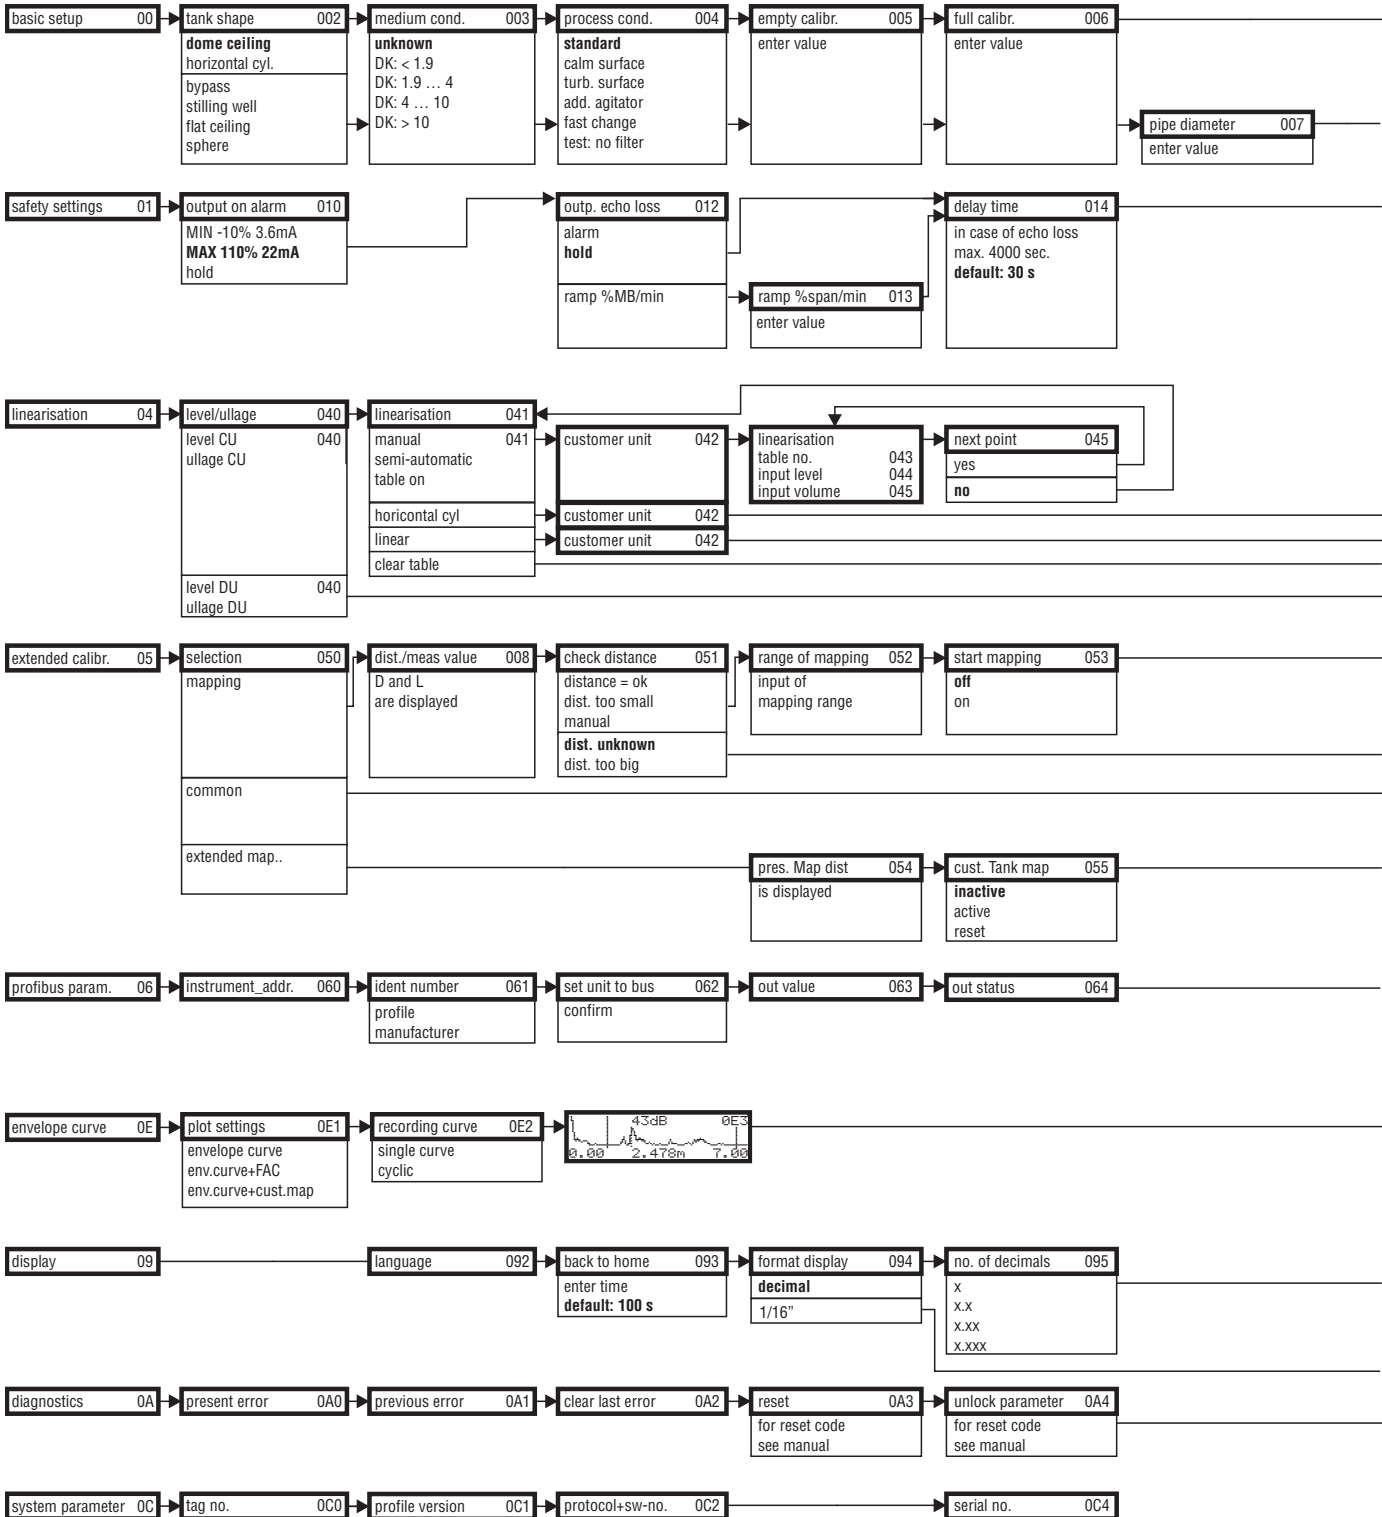 basic setup 00
tank shape 002
dome ceiling
horizontal cyl.
bypass
stilling well
flat ceiling
sphere
medium cond. 003
unknown
DK: < 1.9
DK: 1.9 … 4
DK: 4 … 10
DK: > 10
process cond. 004
standard
calm surface
turb. surface
add. agitator
fast change
test: no filter
empty calibr. 005
enter value
full calibr. 006
enter value
pipe diameter 007
enter value
safety settings 01
output on alarm 010
MIN -10% 3.6mA
MAX 110% 22mA
hold
outp. echo loss 012
alarm
hold
ramp %MB/min
ramp %span/min 013
enter value
delay time 014
in case of echo loss
max. 4000 sec.
default: 30 s
linearisation 04
level/ullage 040
level CU 040
ullage CU
level DU 040
ullage DU
linearisation 041
manual 041
semi-automatic
table on
horicontal cyl
linear
clear table
customer unit 042
customer unit 042
customer unit 042
linearisation
table no. 043
input level 044
input volume 045
next point 045
yes
no
extended calibr. 05
selection 050
mapping
common
extended map..
dist./meas value 008
D and L
are displayed
check distance 051
distance = ok
dist. too small
manual
dist. unknown
dist. too big
range of mapping 052
input of
mapping range
start mapping 053
off
on
pres. Map dist 054
is displayed
cust. Tank map 055
inactive
active
reset
profibus param. 06
instrument_addr. 060
ident number 061
profile
manufacturer
set unit to bus 062
confirm
out value 063
out status 064
envelope curve 0E
plot settings 0E1
envelope curve
env.curve+FAC
env.curve+cust.map
recording curve 0E2
single curve
cyclic
43dB 0E3
0.00 2.478m 7.00
display 09
language 092
back to home 093
enter time
default: 100 s
format display 094
decimal
1/16”
no. of decimals 095
x
x.x
x.xx
x.xxx
diagnostics 0A
present error 0A0
previous error 0A1
clear last error 0A2
reset 0A3
for reset code
see manual
unlock parameter 0A4
for reset code
see manual
system parameter 0C
tag no. 0C0
profile version 0C1
protocol+sw-no. 0C2
serial no. 0C4